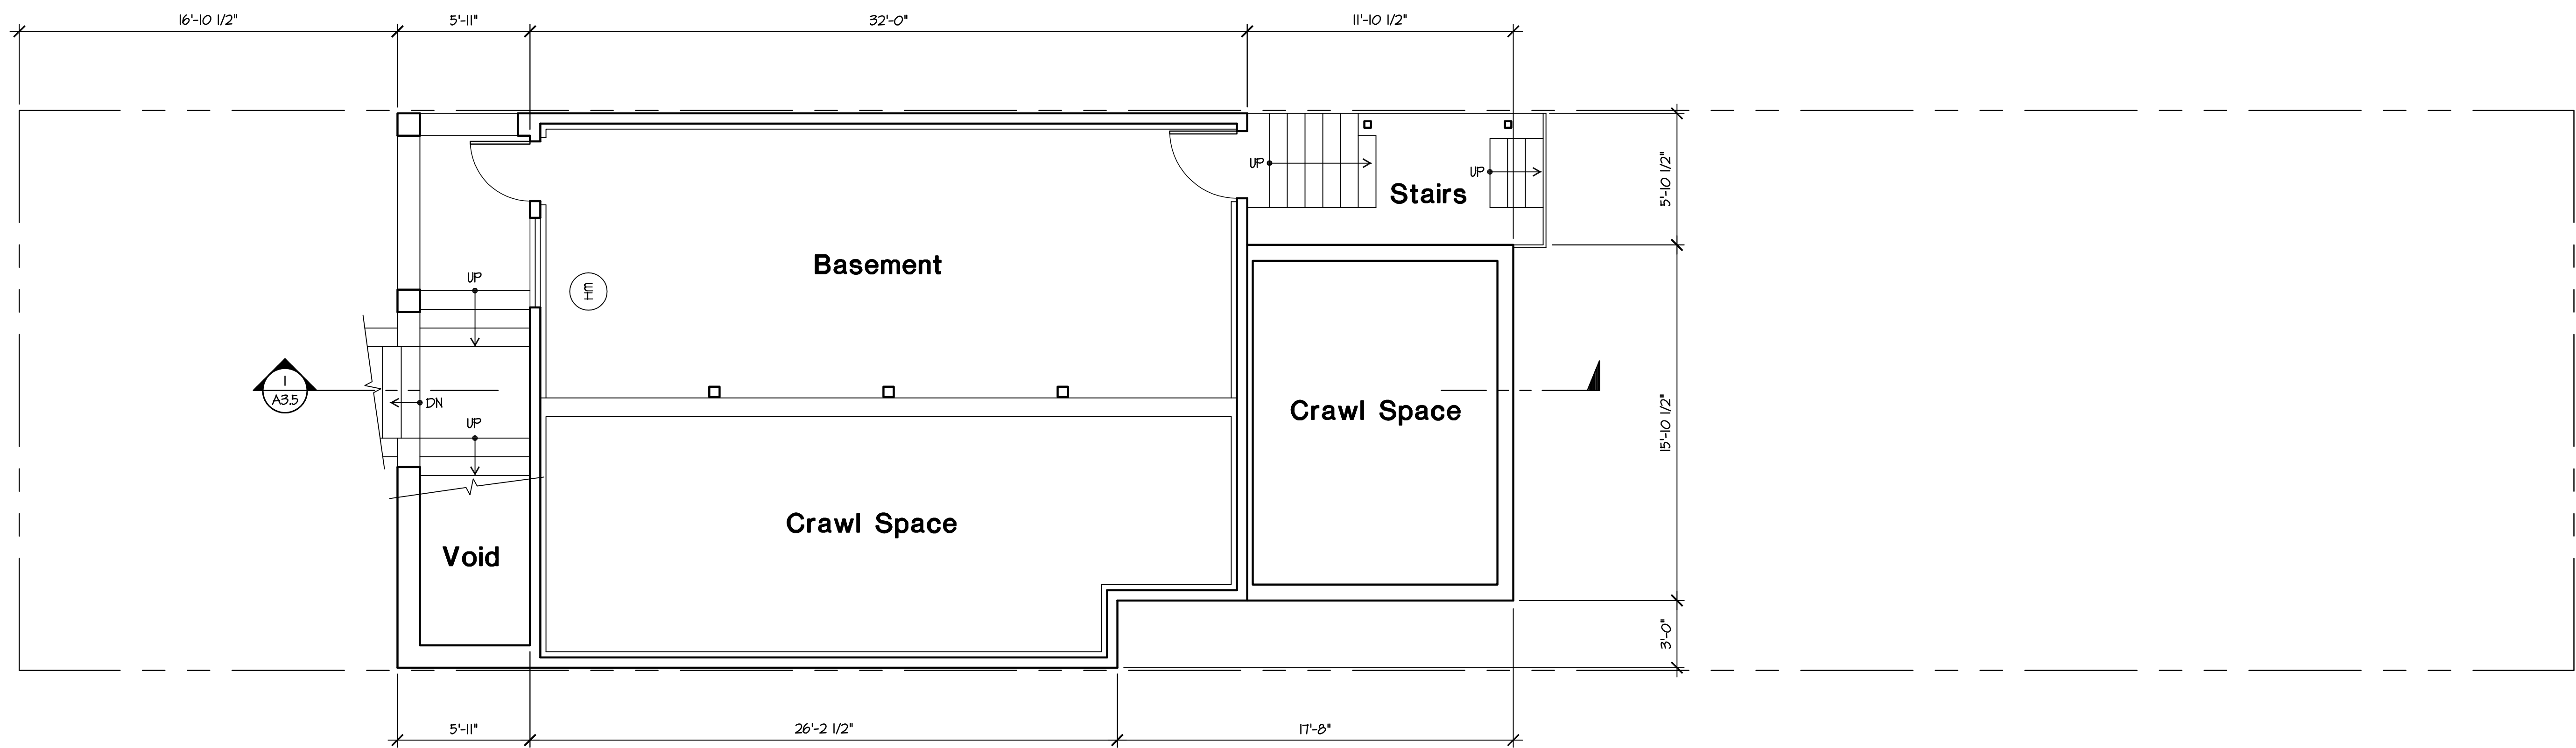 16'-10 1/2"
5'-11"
32'-0"
11'-10 1/2"
UP
UP
Stairs
5'-10 1/2"
Basement
UP
HW
1
A3.5
DN
UP
Crawl Space
15'-10 1/2"
Crawl Space
Void
3'-0"
5'-11"
26'-2 1/2"
17'-8"